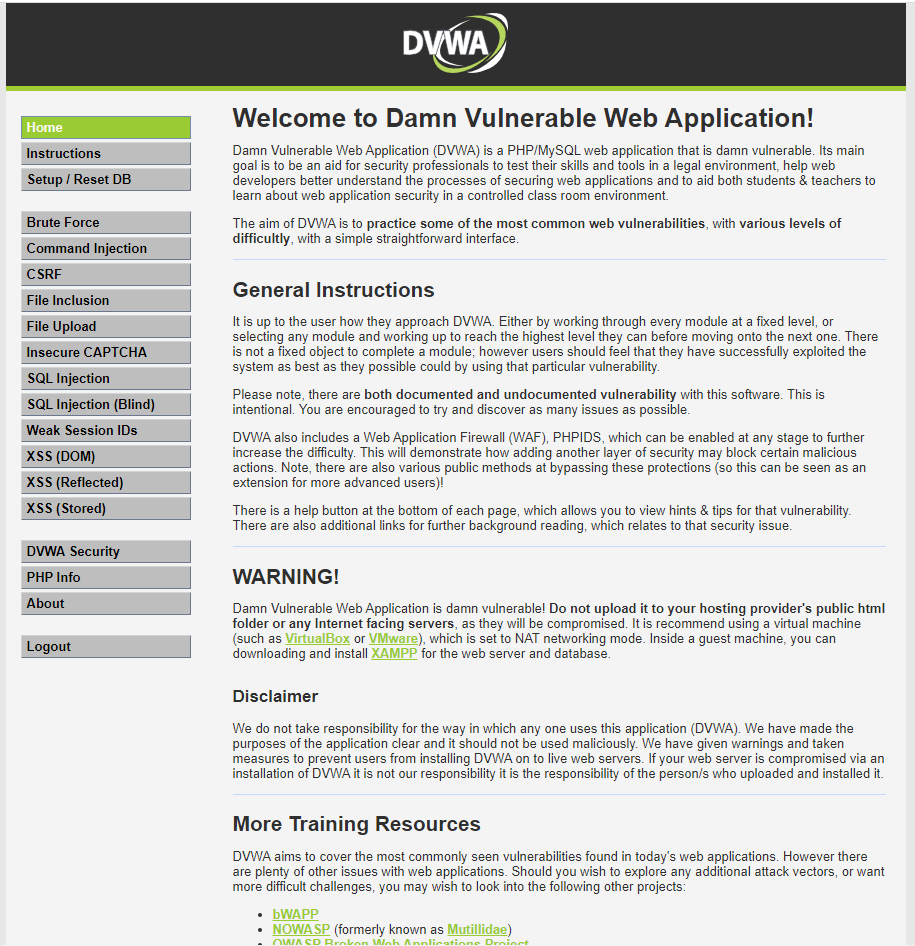 DVWA
Home
Instructions
Setup / Reset DB
Brute Force
Command Injection
CSRF
File Inclusion
File Upload
Insecure CAPTCHA
SQL Injection
SQL Injection (Blind)
Weak Session IDs
XSS (DOM)
XSS (Reflected)
XSS (Stored)
DVWA Security
PHP Info
About
Logout
Welcome to Damn Vulnerable Web Application!
Damn Vulnerable Web Application (DVWA) is a PHP/MySQL web application that is damn vulnerable. Its main
goal is to be an aid for security professionals to test their skills and tools in a legal environment, help web
developers better understand the processes of securing web applications and to aid both students & teachers to
learn about web application security in a controlled class room environment.
The aim of DVWA is to practice some of the most common web vulnerabilities, with various levels of
difficultly, with a simple straightforward interface.
General Instructions
It is up to the user how they approach DVWA. Either by working through every module at a fixed level, or
selecting any module and working up to reach the highest level they can before moving onto the next one. There
is not a fixed object to complete a module; however users should feel that they have successfully exploited the
system as best as they possible could by using that particular vulnerability.
Please note, there are both documented and undocumented vulnerability with this software. This is
intentional. You are encouraged to try and discover as many issues as possible.
DVWA also includes a Web Application Firewall (WAF), PHPIDS, which can be enabled at any stage to further
increase the difficulty. This will demonstrate how adding another layer of security may block certain malicious
actions. Note, there are also various public methods at bypassing these protections (so this can be seen as an
extension for more advanced users)!
There is a help button at the bottom of each page, which allows you to view hints & tips for that vulnerability.
There are also additional links for further background reading, which relates to that security issue.
WARNING!
Damn Vulnerable Web Application is damn vulnerable! Do not upload it to your hosting provider's public html
folder or any Internet facing servers, as they will be compromised. It is recommend using a virtual machine
(such as VirtualBox or VMware), which is set to NAT networking mode. Inside a guest machine, you can
downloading and install XAMPP for the web server and database.
Disclaimer
We do not take responsibility for the way in which any one uses this application (DVWA). We have made the
purposes of the application clear and it should not be used maliciously. We have given warnings and taken
measures to prevent users from installing DVWA on to live web servers. If your web server is compromised via an
installation of DVWA it is not our responsibility it is the responsibility of the person/s who uploaded and installed it.
More Training Resources
DVWA aims to cover the most commonly seen vulnerabilities found in today's web applications. However there
are plenty of other issues with web applications. Should you wish to explore any additional attack vectors, or want
more difficult challenges, you may wish to look into the following other projects:
• bWAPP
• NOWASP (formerly known as Mutillidae)
• OWASP Broken Web Applications Project